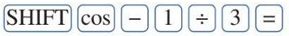 SHIFT cos − 1 ÷ 3 =